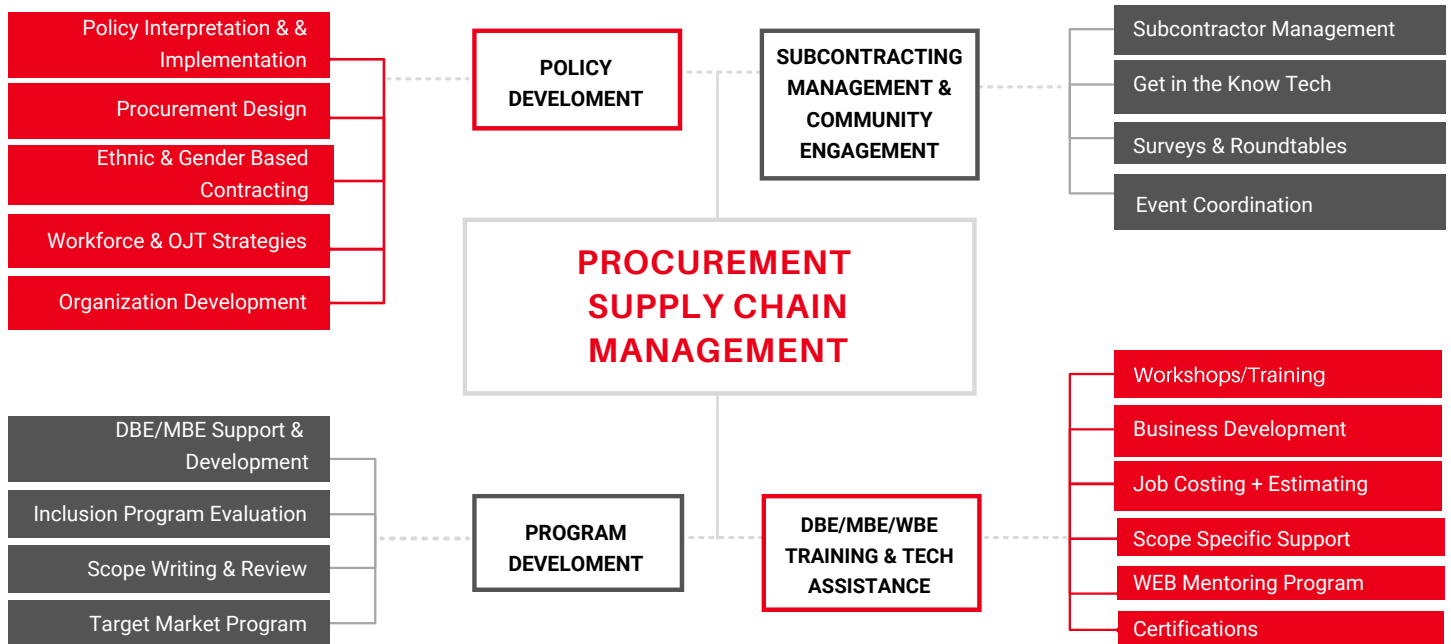 Policy Interpretation & &
Implementation
Procurement Design
Ethnic & Gender Based
Contracting
Workforce & OJT Strategies
Organization Development
POLICY
DEVELOMENT
SUBCONTRACTING
MANAGEMENT &
COMMUNITY
ENGAGEMENT
Subcontractor Management
Get in the Know Tech
Surveys & Roundtables
Event Coordination
PROCUREMENT
SUPPLY CHAIN
MANAGEMENT
DBE/MBE Support &
Development
Inclusion Program Evaluation
Scope Writing & Review
Target Market Program
PROGRAM
DEVELOMENT
DBE/MBE/WBE
TRAINING & TECH
ASSISTANCE
Workshops/Training
Business Development
Job Costing + Estimating
Scope Specific Support
WEB Mentoring Program
Certifications